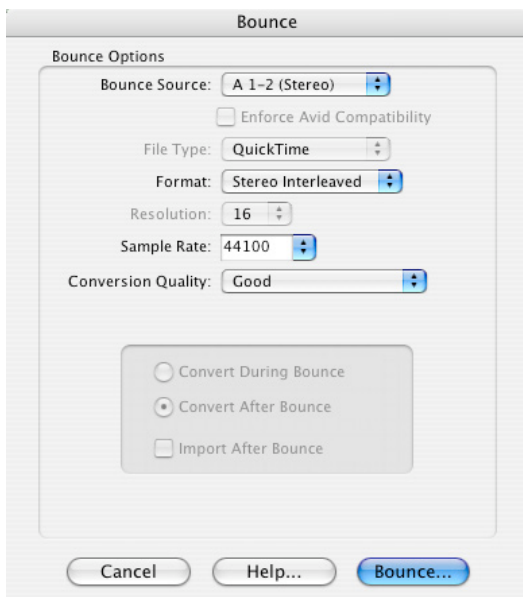 Bounce
Bounce Options
Bounce Source: A 1-2 (Stereo)
Enforce Avid Compatibility
File Type: QuickTime
Format: Stereo Interleaved
Resolution: 16
Sample Rate: 44100
Conversion Quality: Good
Convert During Bounce
Convert After Bounce
Import After Bounce
Cancel Help... Bounce...